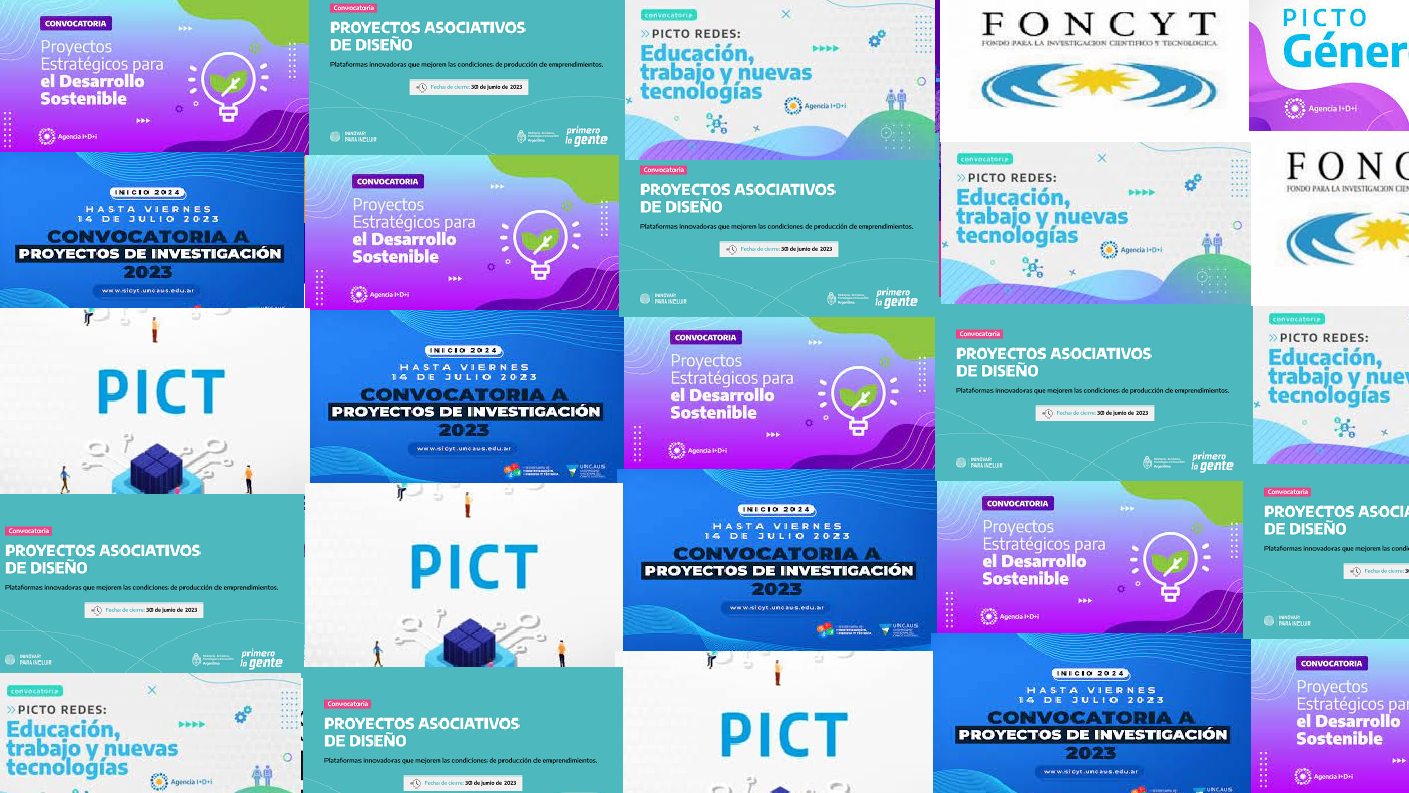 CONVOCATORIA
Proyectos
Estratégicos para
el Desarrollo
Sostenible
Agencia I+D+i
Convocatoria
PROYECTOS ASOCIATIVOS
DE DISEÑO
Plataformas innovadoras que mejoren las condiciones de producción de emprendimientos.
Fecha de cierre: 30 de junio de 2023
INNOVAR!
PARA INCLUIR
Argentina
primero
la gente
convocatoria
PICTO REDES:
Educación,
trabajo y nuevas
tecnologías
Agencia I+D+i
FONCYT
FONDO PARA LA INVESTIGACION CIENTIFICO Y TECNOLOGICA
PICTO
Géner
Agencia I+D+i
INICIO 2024
HASTA VIERNES
14 DE JULIO 2023
CONVOCATORIA A
PROYECTOS DE INVESTIGACIÓN
2023
www.sicyt.uncaus.edu.ar
CONVOCATORIA
Proyectos
Estratégicos para
el Desarrollo
Sostenible
Agencia I+D+i
Convocatoria
PROYECTOS ASOCIATIVOS
DE DISEÑO
Plataformas innovadoras que mejoren las condiciones de producción de emprendimientos.
Fecha de cierre: 30 de junio de 2023
INNOVAR!
PARA INCLUIR
Argentina
primero
la gente
convocatoria
PICTO REDES:
Educación,
trabajo y nuevas
tecnologías
Agencia I+D+i
FONC
FONDO PARA LA INVESTIGACION CIEN
PICT
INICIO 2024
HASTA VIERNES
14 DE JULIO 2023
CONVOCATORIA A
PROYECTOS DE INVESTIGACIÓN
2023
www.sicyt.uncaus.edu.ar
UNCAUS
CONVOCATORIA
Proyectos
Estratégicos para
el Desarrollo
Sostenible
Agencia I+D+i
Convocatoria
PROYECTOS ASOCIATIVOS
DE DISEÑO
Plataformas innovadoras que mejoren las condiciones de producción de emprendimientos.
Fecha de cierre: 30 de junio de 2023
INNOVAR!
PARA INCLUIR
Argentina
primero
la gente
convocatoria
PICTO REDES:
Educación,
trabajo y nuev
tecnologías
Agencia I+D+i
Convocatoria
PROYECTOS ASOCIATIVOS
DE DISEÑO
Plataformas innovadoras que mejoren las condiciones de producción de emprendimientos.
Fecha de cierre: 30 de junio de 2023
INNOVAR!
PARA INCLUIR
Argentina
primero
la gente
PICT
INICIO 2024
HASTA VIERNES
14 DE JULIO 2023
CONVOCATORIA A
PROYECTOS DE INVESTIGACIÓN
2023
www.sicyt.uncaus.edu.ar
UNCAUS
CONVOCATORIA
Proyectos
Estratégicos para
el Desarrollo
Sostenible
Agencia I+D+i
Convocatoria
PROYECTOS ASOCIA
DE DISEÑO
Plataformas innovadoras que mejoren las condic
Fecha de cierre: 3
INNOVAR!
PARA INCLUIR
convocatoria
PICTO REDES:
Educación,
trabajo y nuevas
tecnologías
Agencia I+D+i
Convocatoria
PROYECTOS ASOCIATIVOS
DE DISEÑO
Plataformas innovadoras que mejoren las condiciones de producción de emprendimientos.
Fecha de cierre: 30 de junio de 2023
PICT
INICIO 2024
HASTA VIERNES
14 DE JULIO 2023
CONVOCATORIA A
PROYECTOS DE INVESTIGACIÓN
2023
www.sicyt.uncaus.edu.ar
CONVOCATORIA
Proyectos
Estratégicos par
el Desarrollo
Sostenible
Agencia I+D+i